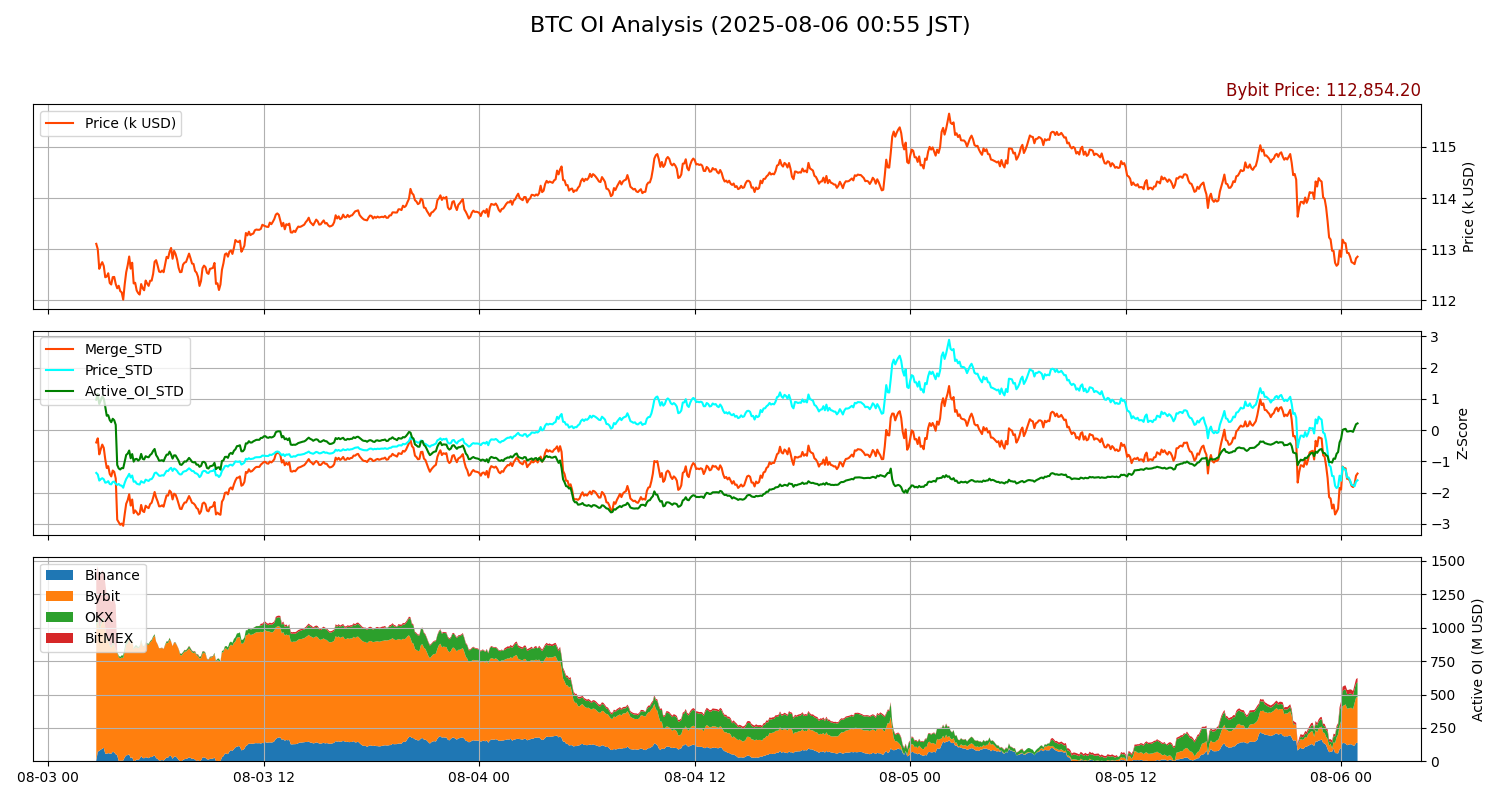 BTC OI Analysis (2025-08-06 00:55 JST)
Bybit Price: 112,854.20
Price (k USD)
115
114
113
112
Price (k USD)
Merge_STD
Price_STD
Active_OI_STD
3
2
1
0
−1
−2
−3
Z-Score
Binance
Bybit
OKX
BitMEX
1500
1250
1000
750
500
250
0
Active OI (M USD)
08-03 00 08-03 12 08-04 00 08-04 12 08-05 00 08-05 12 08-06 00